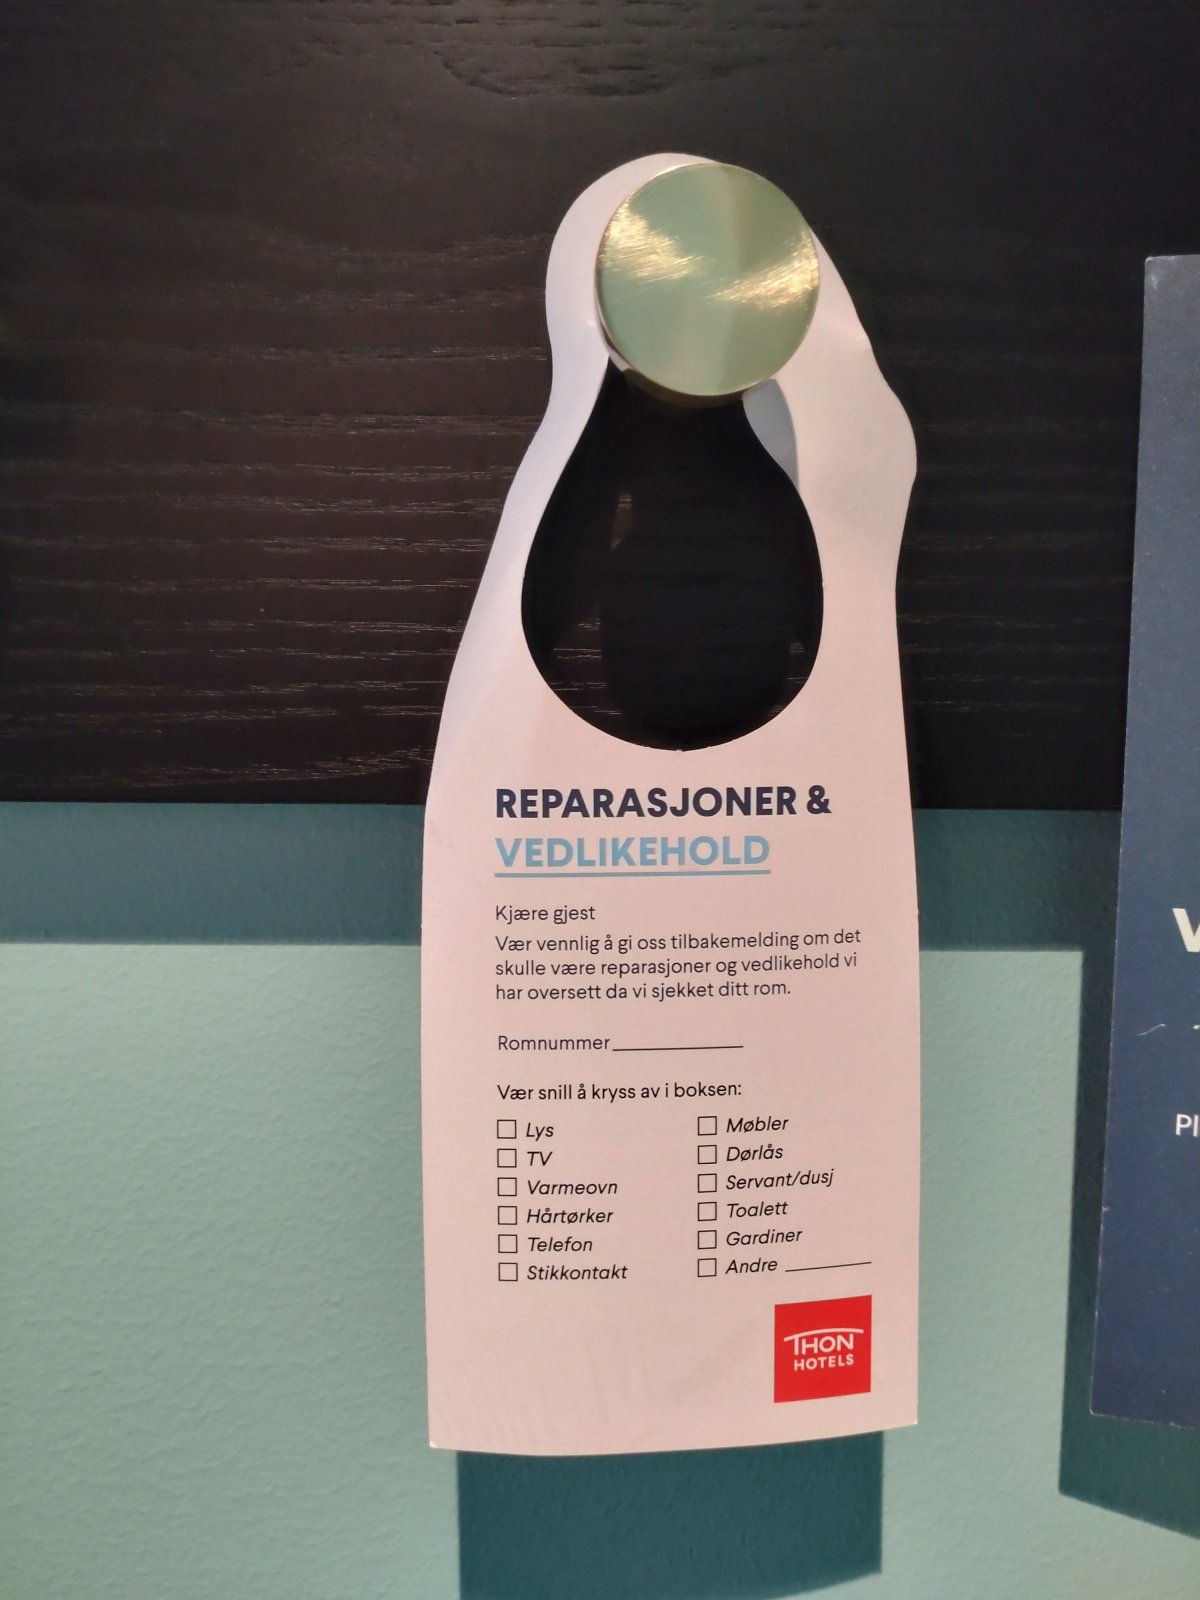 REPARASJONER &
VEDLIKEHOLD
Kjære gjest
Vær vennlig å gi oss tilbakemelding om det
skulle være reparasjoner og vedlikehold vi
har oversett da vi sjekket ditt rom.
Romnummer
Vær snill å kryss av i boksen:
Lys
TV
Varmeovn
Hårtørker
Telefon
Stikkontakt
Møbler
Dørlås
Servant/dusj
Toalett
Gardiner
Andre
THON
HOTELS